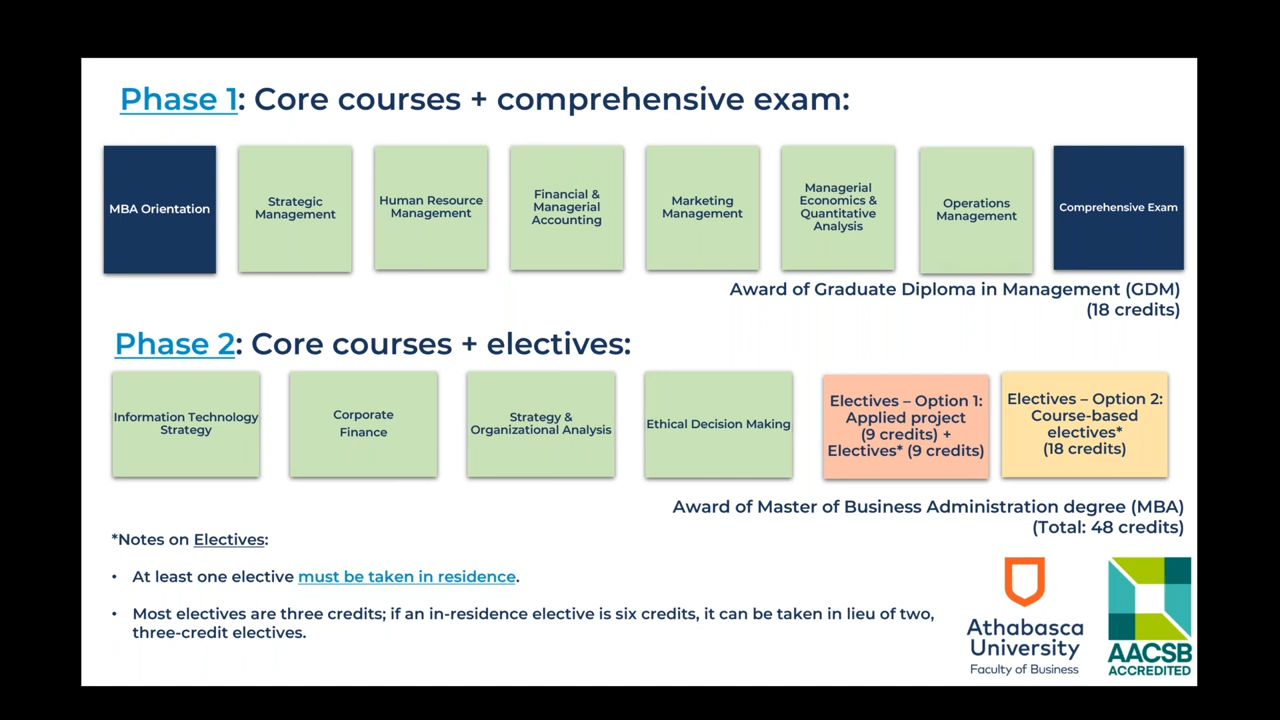 Phase 1: Core courses + comprehensive exam:
MBA Orientation
Strategic
Management
Human Resource
Management
Financial &
Managerial
Accounting
Marketing
Management
Managerial
Economics &
Quantitative
Analysis
Operations
Management
Comprehensive Exam
Award of Graduate Diploma in Management (GDM)
(18 credits)
Phase 2: Core courses + electives:
Information Technology
Strategy
Corporate
Finance
Strategy &
Organizational Analysis
Ethical Decision Making
Electives – Option 1:
Applied project
(9 credits) +
Electives* (9 credits)
Electives – Option 2:
Course-based
electives*
(18 credits)
Award of Master of Business Administration degree (MBA)
(Total: 48 credits)
*Notes on Electives:
• At least one elective must be taken in residence.
• Most electives are three credits; if an in-residence elective is six credits, it can be taken in lieu of two,
three-credit electives.
Athabasca
University
Faculty of Business
AACSB
ACCREDITED